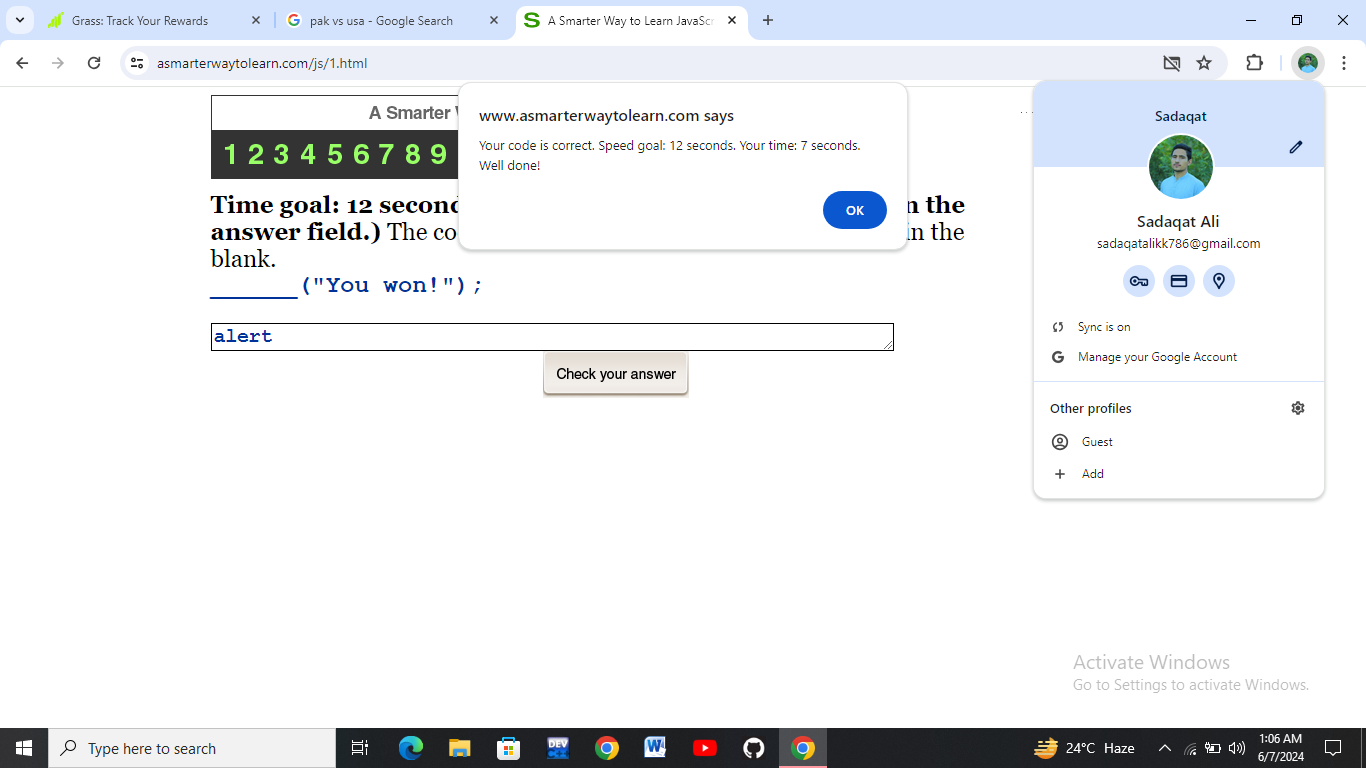 Grass: Track Your Rewards
pak vs usa - Google Search
A Smarter Way to Learn JavaScr
asmarterwaytolearn.com/js/1.html
A Smarter
1 2 3 4 5 6 7 8 9
www.asmarterwaytolearn.com says
Your code is correct. Speed goal: 12 seconds. Your time: 7 seconds.
Well done!
OK
Time goal: 12 second n the
answer field.) The co in the
blank.
______("You won!");
alert
Check your answer
Sadaqat
Sadaqat Ali
sadaqatalikk786@gmail.com
Sync is on
Manage your Google Account
Other profiles
Guest
Add
Activate Windows
Go to Settings to activate Windows.
Type here to search
DEV
24°C Haze
1:06 AM
6/7/2024